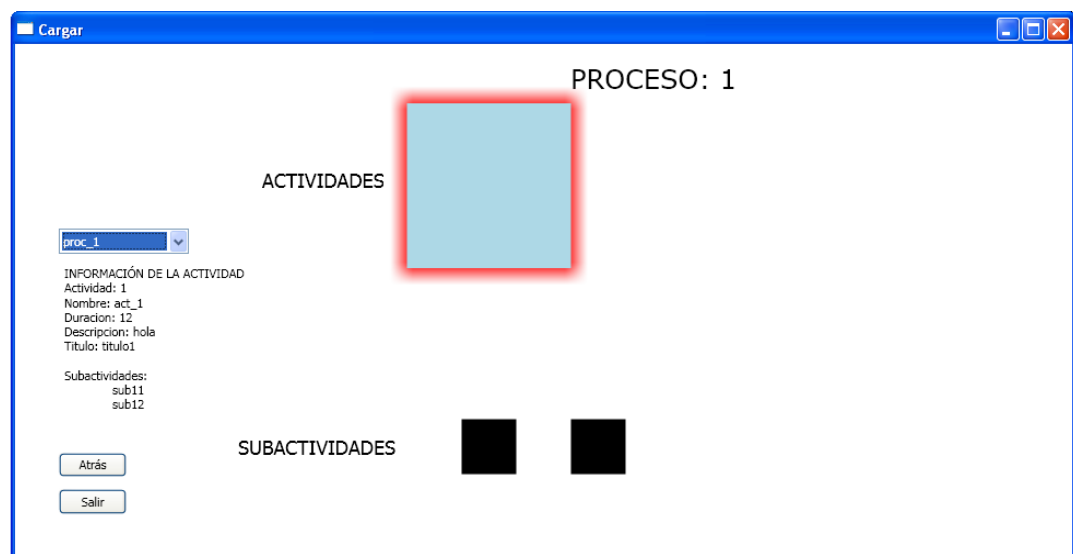 Cargar
PROCESO: 1
ACTIVIDADES
proc_1
INFORMACIÓN DE LA ACTIVIDAD
Actividad: 1
Nombre: act_1
Duracion: 12
Descripcion: hola
Titulo: titulo1
Subactividades:
sub11
sub12
SUBACTIVIDADES
Atrás
Salir